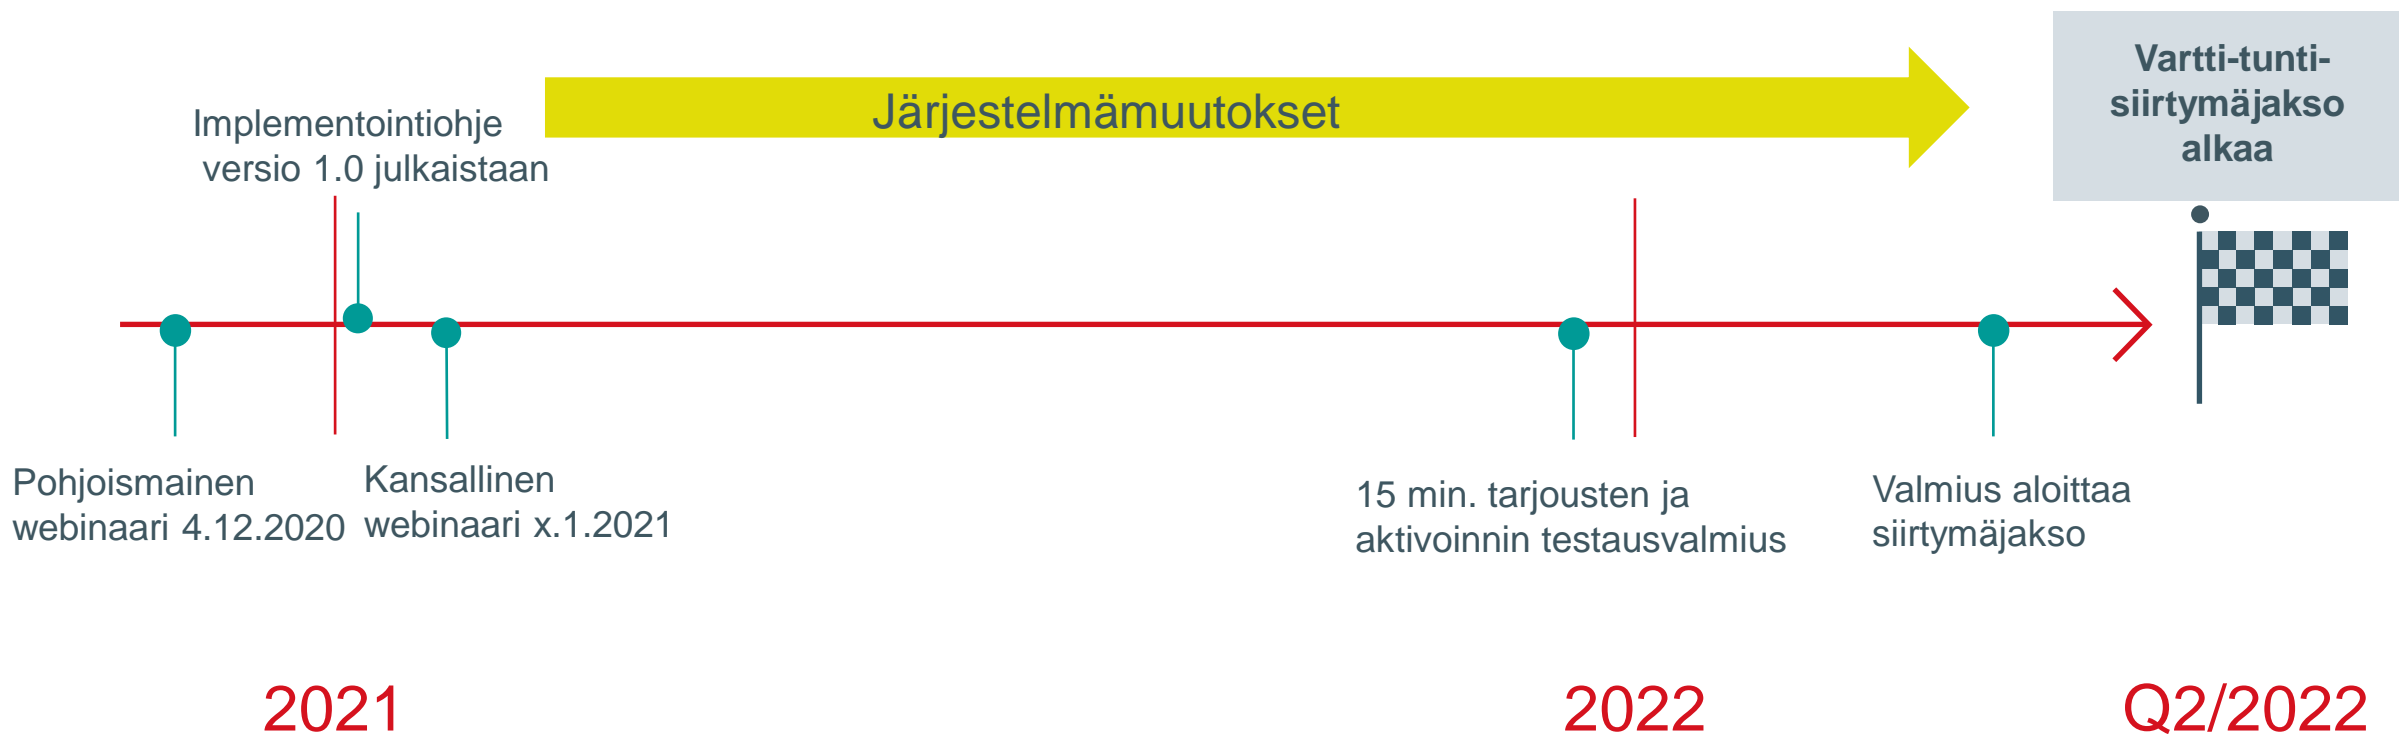 Vartti-tunti-
siirtymäjakso
alkaa
Järjestelmämuutokset
Implementointiohje
versio 1.0 julkaistaan
Pohjoismainen
webinaari 4.12.2020
Kansallinen
webinaari x.1.2021
15 min. tarjousten ja
aktivoinnin testausvalmius
Valmius aloittaa
siirtymäjakso
2021
2022
Q2/2022